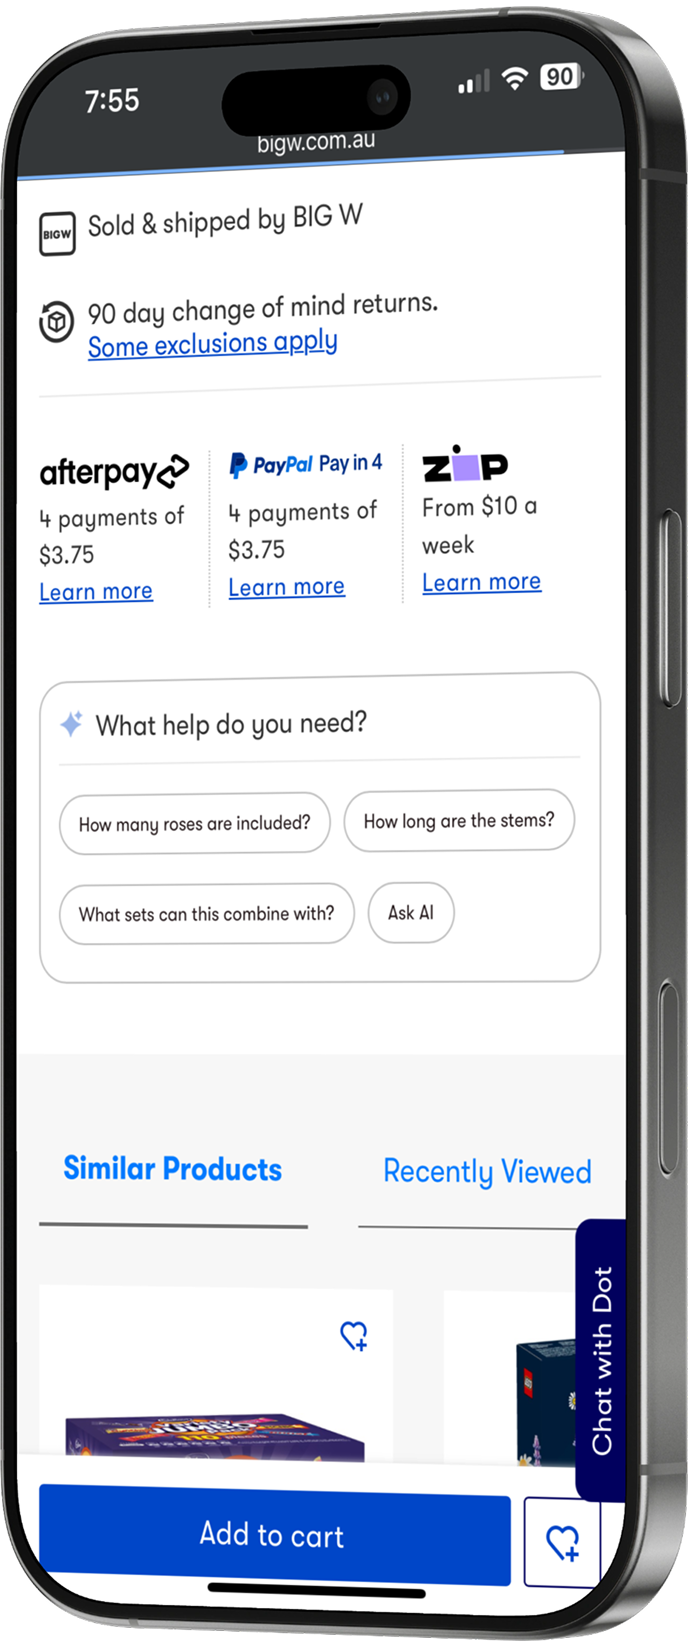 7:55
90
bigw.com.au
BIG W
Sold & shipped by BIG W
90 day change of mind returns.
Some exclusions apply
afterpay
4 payments of
$3.75
Learn more
PayPal Pay in 4
4 payments of
$3.75
Learn more
zip
From $10 a
week
Learn more
What help do you need?
How many roses are included?
How long are the stems?
What sets can this combine with?
Ask AI
Similar Products
Recently Viewed
Chat with Dot
JUMBO
110
LEGO
Add to cart